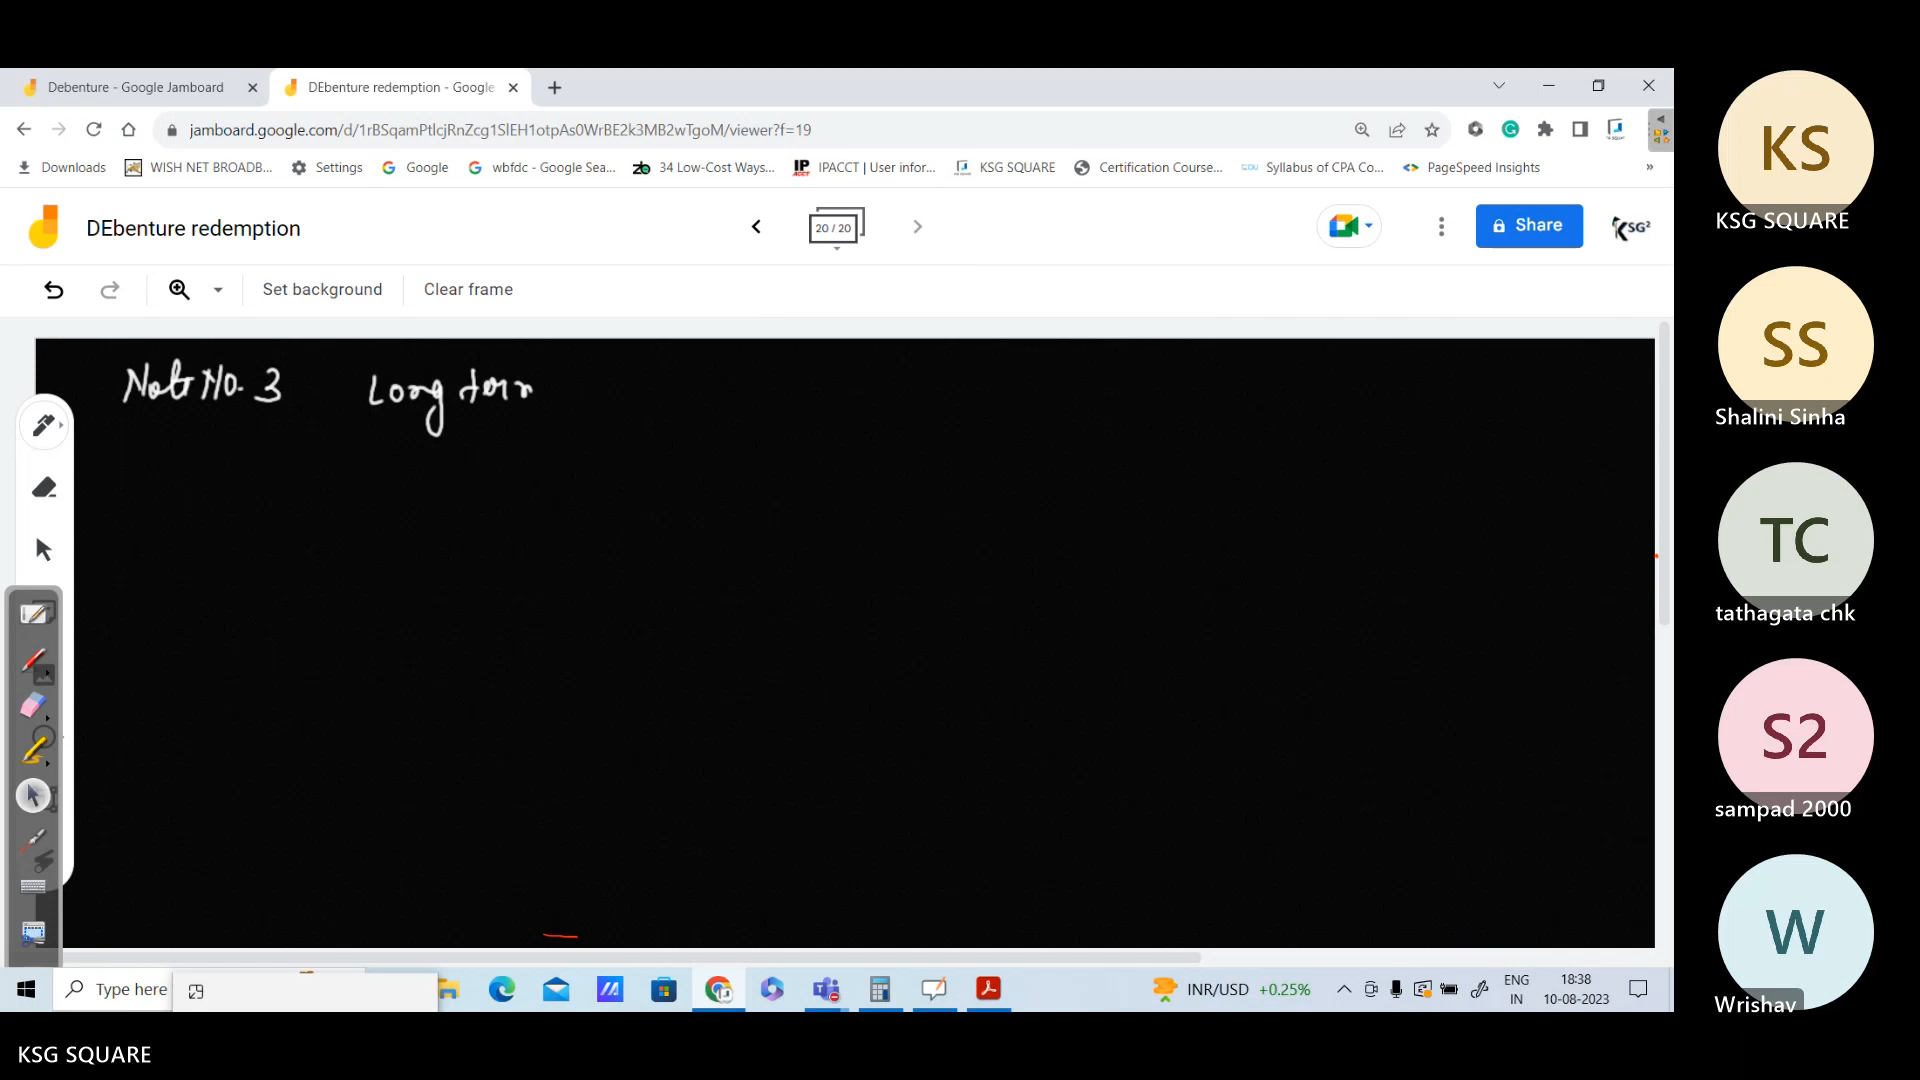 Debenture - Google Jamboard
DEbenture redemption - Google
jamboard.google.com/d/1rBSqamPtlcjRnZcg1SlEH1otpAs0WrBE2k3MB2wTgoM/viewer?f=19
Downloads WISH NET BROADB... Settings Google wbfdc - Google Sea... 34 Low-Cost Ways... IPACCT | User infor... KSG SQUARE Certification Course... Syllabus of CPA Co... PageSpeed Insights »
DEbenture redemption
20 / 20
Share
KSG²
Set background Clear frame
Note No. 3 Long term
Type here
INR/USD +0.25%
ENG
IN
18:38
10-08-2023
KS
KSG SQUARE
SS
Shalini Sinha
TC
tathagata chk
S2
sampad 2000
W
Wrishav
KSG SQUARE